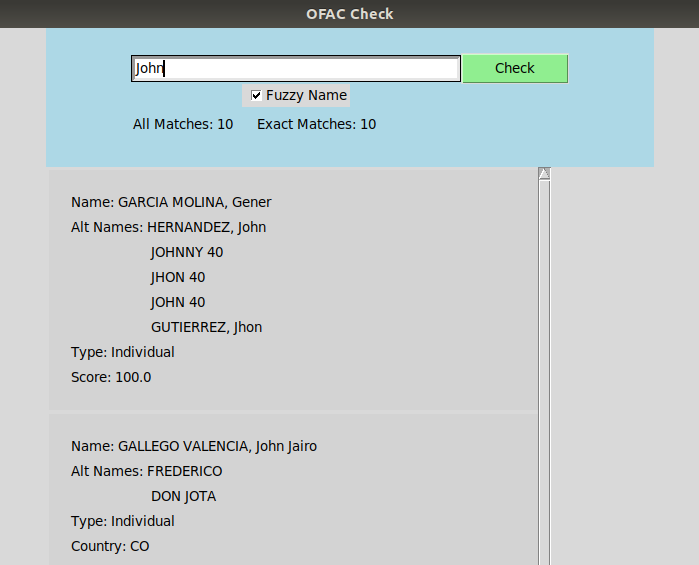 OFAC Check
John Check
Fuzzy Name
All Matches: 10 Exact Matches: 10
Name: GARCIA MOLINA, Gener
Alt Names: HERNANDEZ, John
JOHNNY 40
JHON 40
JOHN 40
GUTIERREZ, Jhon
Type: Individual
Score: 100.0
Name: GALLEGO VALENCIA, John Jairo
Alt Names: FREDERICO
DON JOTA
Type: Individual
Country: CO